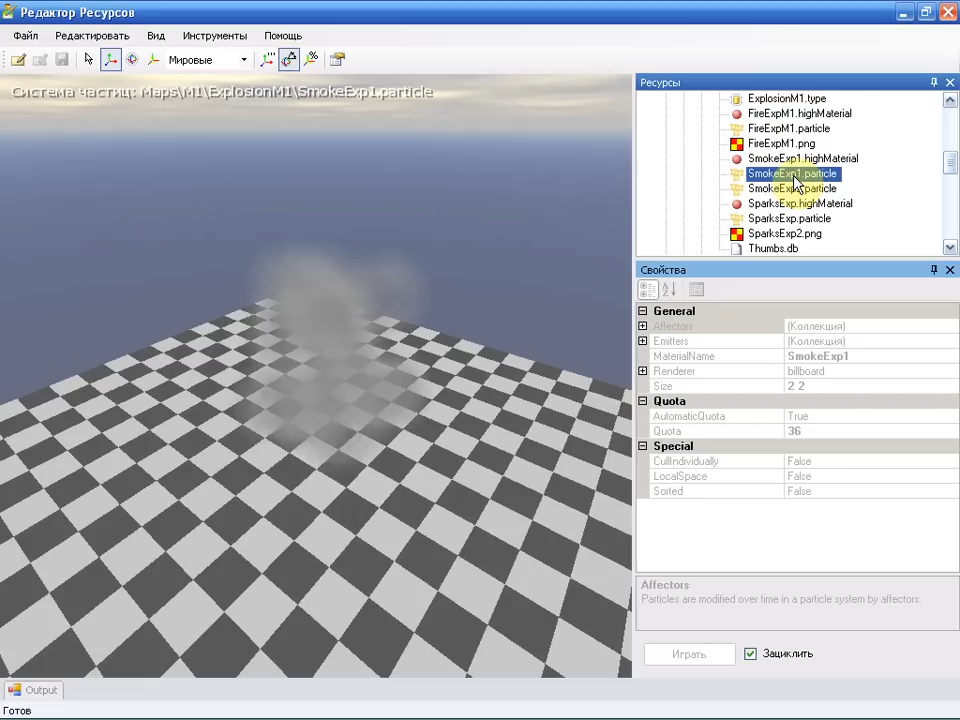 Редактор Ресурсов
Файл Редактировать Вид Инструменты Помощь
Мировые
Система частиц: Maps\M1\ExplosionM1\SmokeExp1.particle
Ресурсы
ExplosionM1.type
FireExpM1.highMaterial
FireExpM1.particle
FireExpM1.png
SmokeExp1.highMaterial
SmokeExp1.particle
SparksExp.highMaterial
SparksExp.particle
SparksExp2.png
Thumbs.db
Свойства
General
Affectors (Коллекция)
Emitters (Коллекция)
MaterialName SmokeExp1
Renderer billboard
Size 2 2
Quota
AutomaticQuota True
Quota 36
Special
CullIndividually False
LocalSpace False
Sorted False
Affectors
Particles are modified over time in a particle system by affectors.
Играть Зациклить
Output
Готов